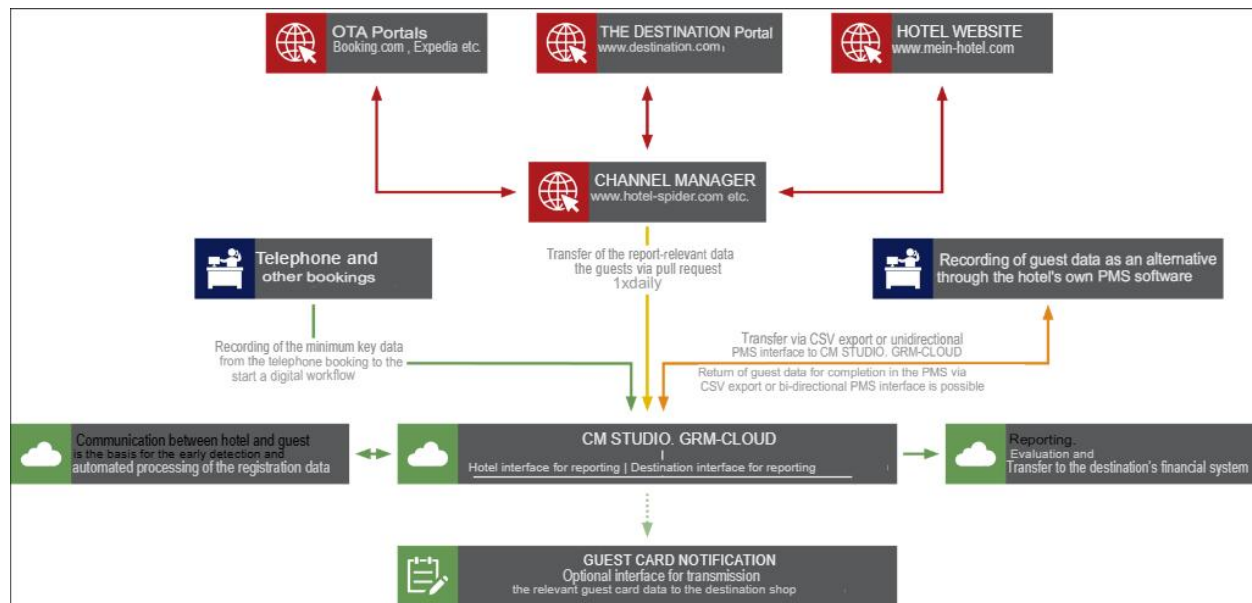 OTA Portals
Booking.com , Expedia etc.
THE DESTINATION Portal
www.destination.com
HOTEL WEBSITE
www.mein-hotel.com
CHANNEL MANAGER
www.hotel-spider.com etc.
Telephone and
other bookings
Transfer of the report-relevant data
the guests via pull request
1xdaily
Recording of guest data as an alternative
through the hotel's own PMS software
Recording of the minimum key data
from the telephone booking to the
start a digital workflow
Transfer via CSV export or unidirectional
PMS interface to CM STUDIO. GRM-CLOUD
Return of guest data for completion in the PMS via
CSV export or bi-directional PMS interface is possible
Communication between hotel and guest
is the basis for the early detection and
automated processing of the registration data
CM STUDIO. GRM-CLOUD
Hotel interface for reporting | Destination interface for reporting
Reporting.
Evaluation and
Transfer to the destination's financial system
GUEST CARD NOTIFICATION
Optional interface for transmission
the relevant guest card data to the destination shop